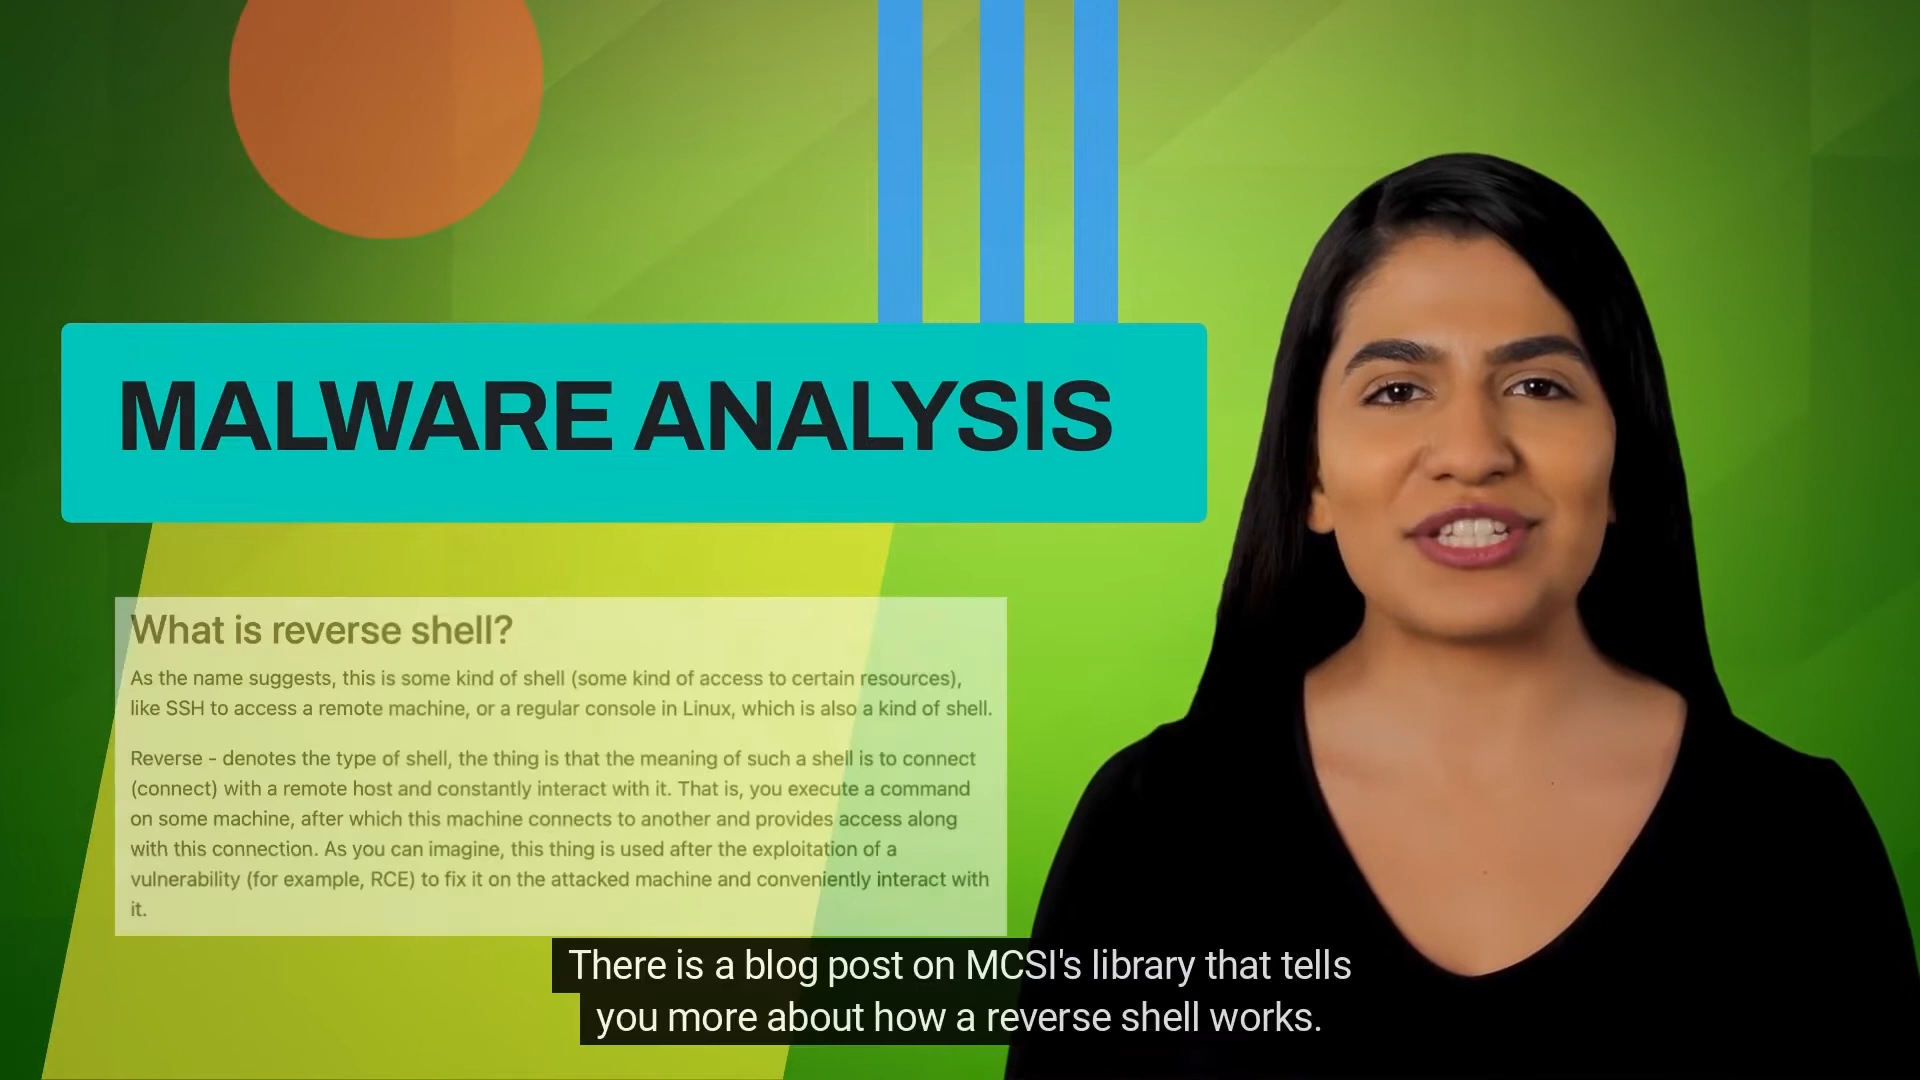 MALWARE ANALYSIS
What is reverse shell?
As the name suggests, this is some kind of shell (some kind of access to certain resources),
like SSH to access a remote machine, or a regular console in Linux, which is also a kind of shell.
Reverse - denotes the type of shell, the thing is that the meaning of such a shell is to connect
(connect) with a remote host and constantly interact with it. That is, you execute a command
on some machine, after which this machine connects to another and provides access along
with this connection. As you can imagine, this thing is used after the exploitation of a
vulnerability (for example, RCE) to fix it on the attacked machine and conveniently interact with
it.
There is a blog post on MCSI's library that tells
you more about how a reverse shell works.